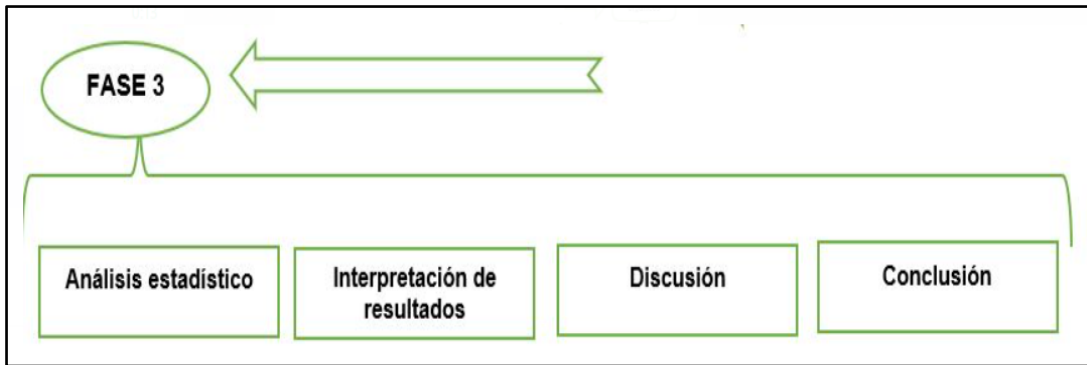 FASE 3
Análisis estadístico
Interpretación de
resultados
Discusión
Conclusión